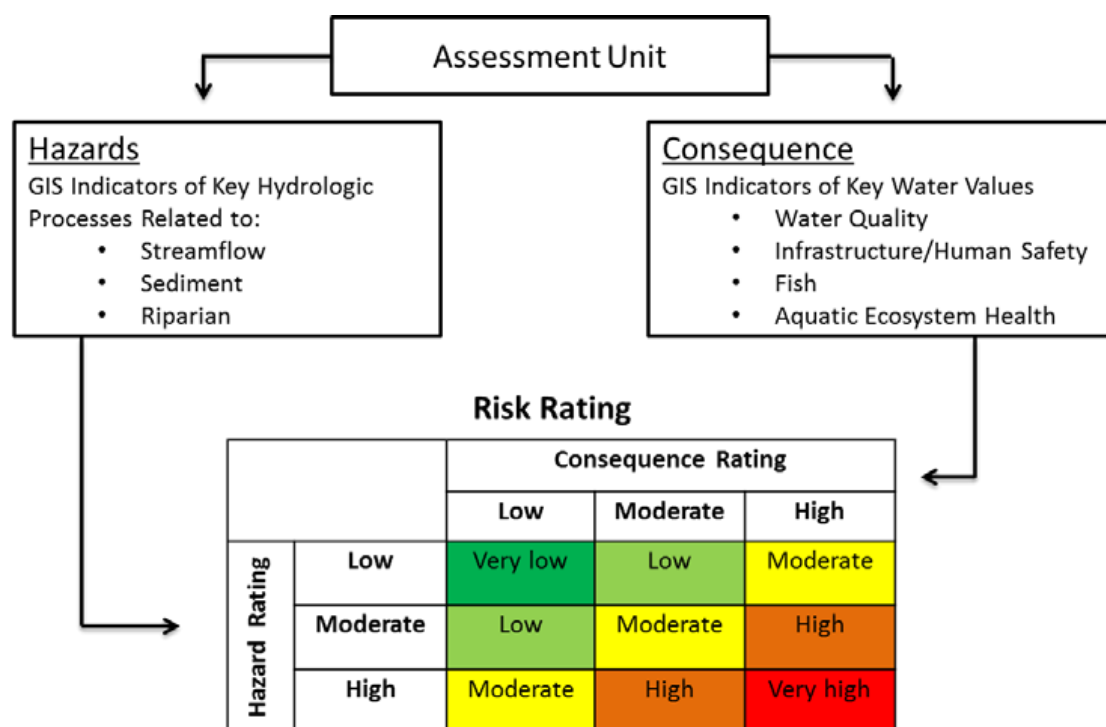 Assessment Unit
Hazards
GIS Indicators of Key Hydrologic
Processes Related to:
• Streamflow
• Sediment
• Riparian
Consequence
GIS Indicators of Key Water Values
• Water Quality
• Infrastructure/Human Safety
• Fish
• Aquatic Ecosystem Health
Risk Rating
Consequence Rating
Low Moderate High
Hazard Rating
Low Very low Low Moderate
Moderate Low Moderate High
High Moderate High Very high